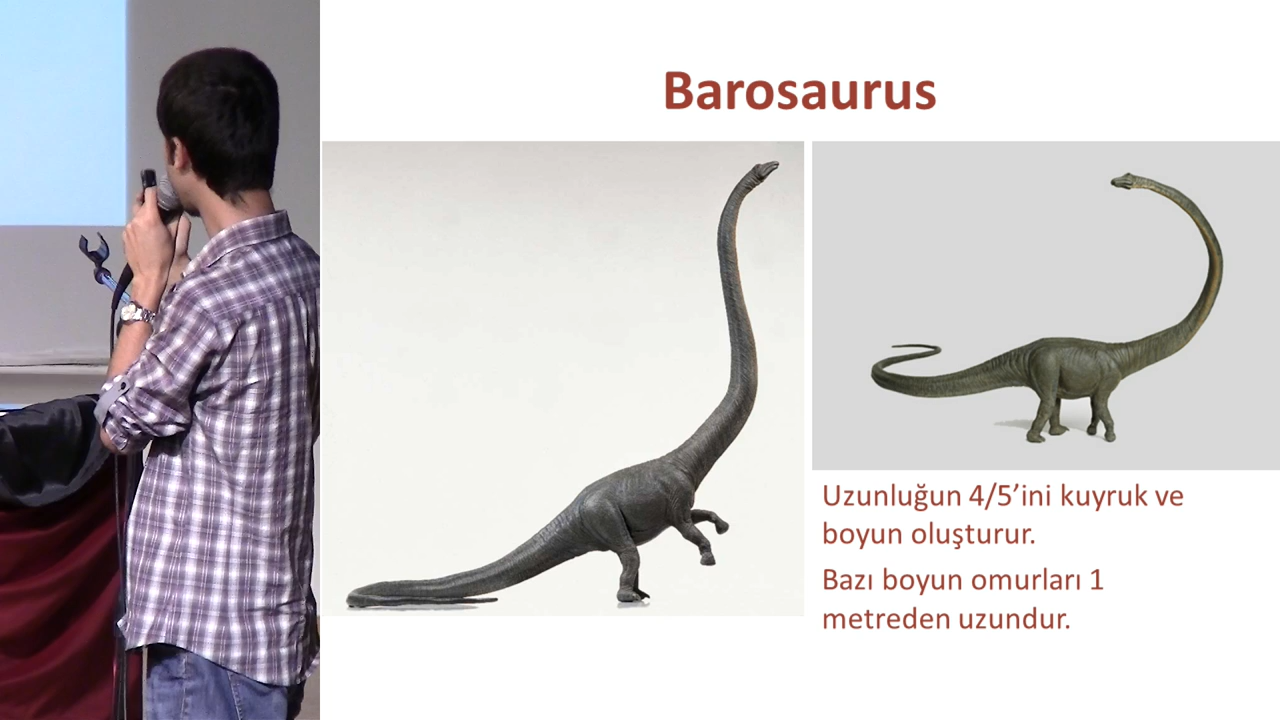 Barosaurus
Uzunluğun 4/5’ini kuyruk ve
boyun oluşturur.
Bazı boyun omurları 1
metreden uzundur.